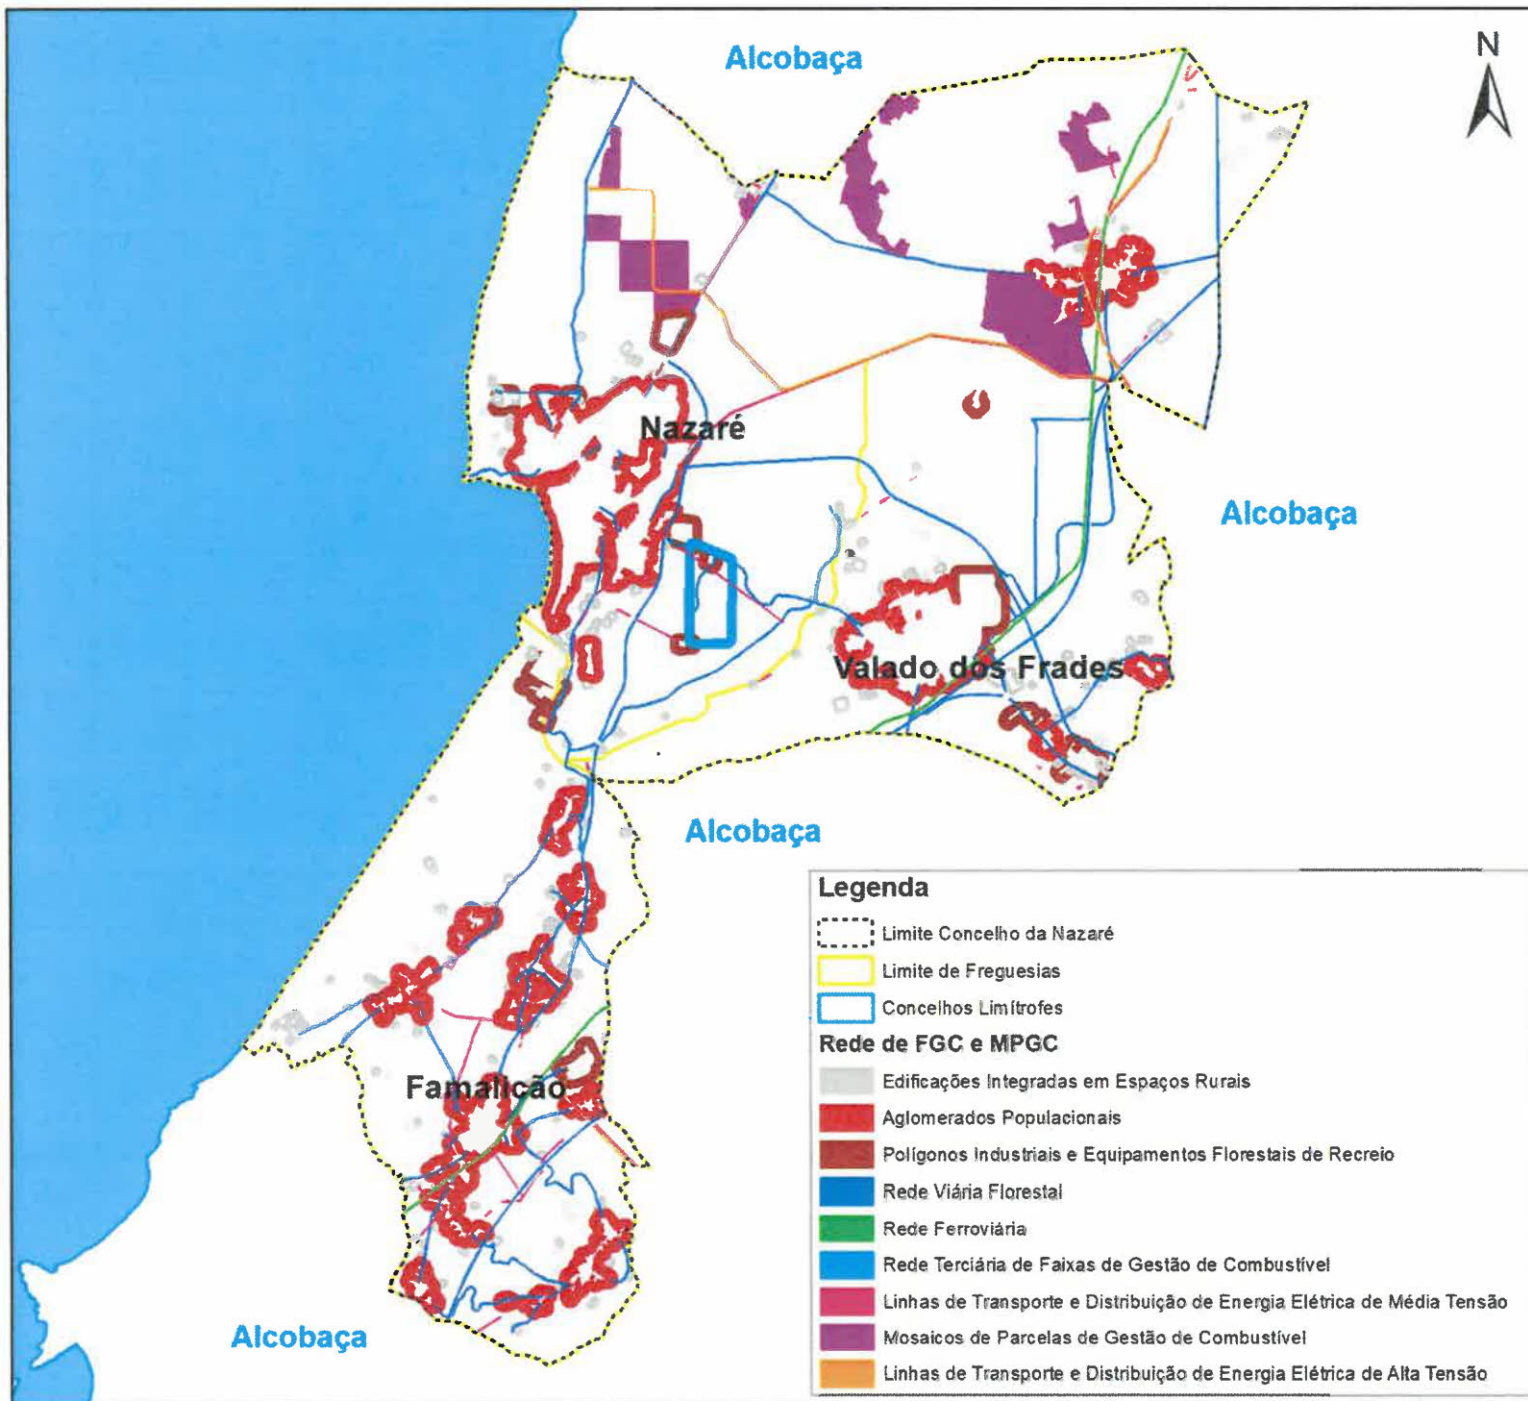 Alcobaça
N
Nazaré
Alcobaça
Valado dos Frades
Alcobaça
Famalicão
Alcobaça
Legenda
Limite Concelho da Nazaré
Limite de Freguesias
Concelhos Limítrofes
Rede de FGC e MPGC
Edificações Integradas em Espaços Rurais
Aglomerados Populacionais
Polígonos Industriais e Equipamentos Florestais de Recreio
Rede Viária Florestal
Rede Ferroviária
Rede Terciária de Faixas de Gestão de Combustível
Linhas de Transporte e Distribuição de Energia Elétrica de Média Tensão
Mosaicos de Parcelas de Gestão de Combustível
Linhas de Transporte e Distribuição de Energia Elétrica de Alta Tensão